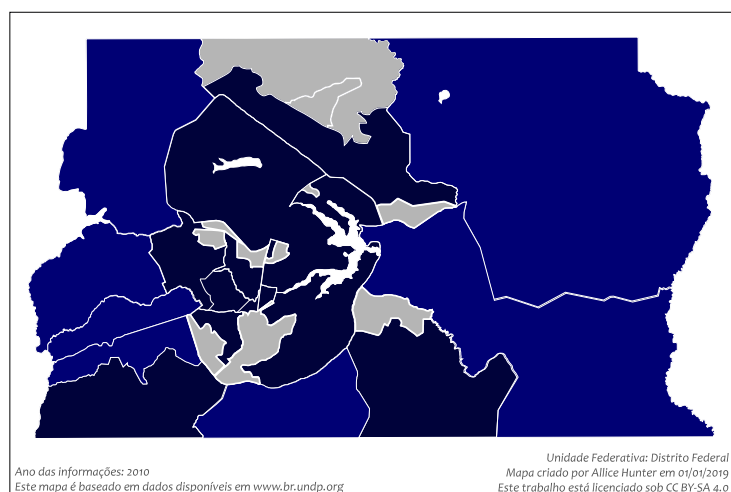 Ano das informações: 2010
Este mapa é baseado em dados disponíveis em www.br.undp.org
Unidade Federativa: Distrito Federal
Mapa criado por Allice Hunter em 01/01/2019
Este trabalho está licenciado sob CC BY-SA 4.0